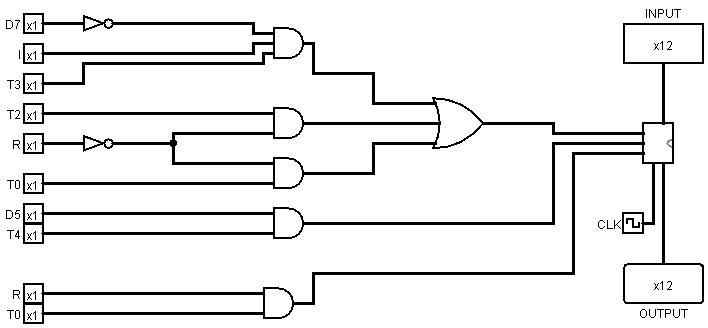 INPUT
x12
D7 x1
I x1
T3 x1
T2 x1
R x1
T0 x1
D5 x1
T4 x1
CLK
R x1
T0 x1
x12
OUTPUT